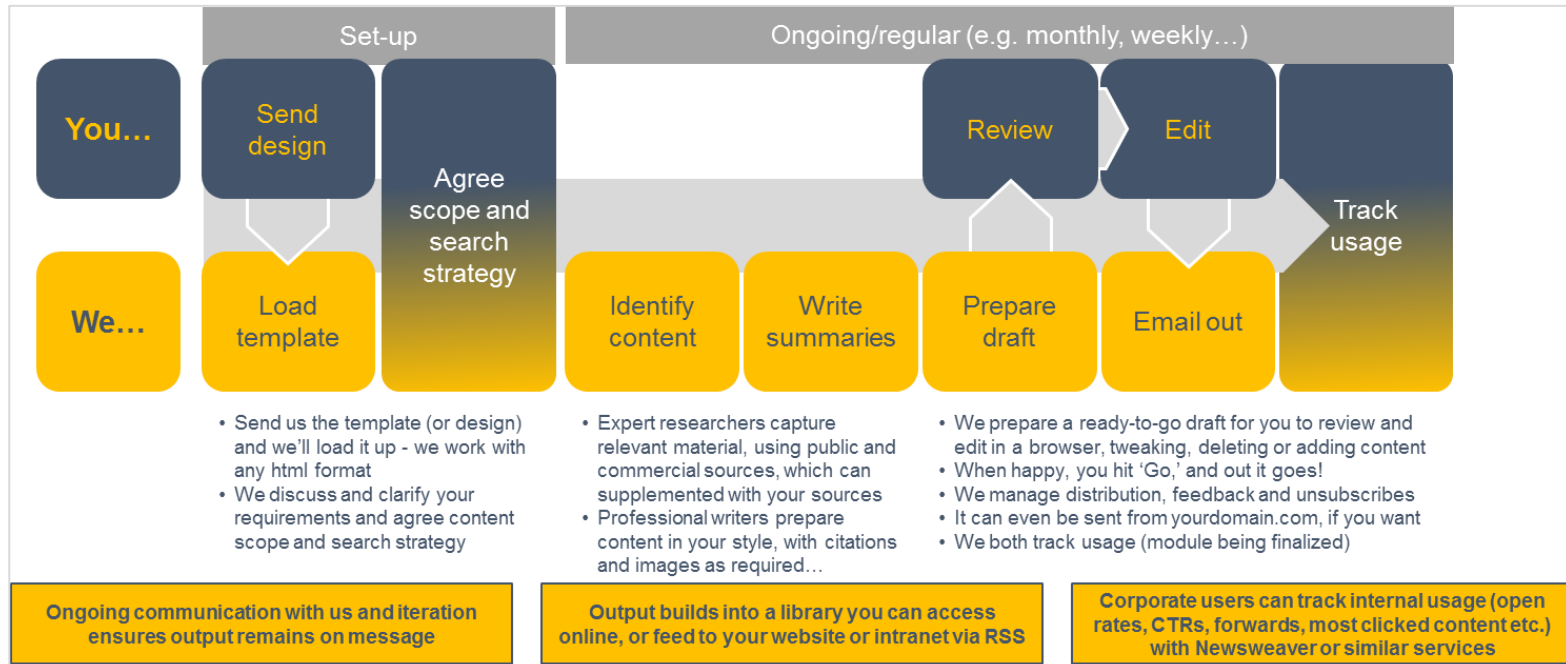 Set-up
Ongoing/regular (e.g. monthly, weekly…)
You…
Send
design
Agree
scope and
search
strategy
Review
Edit
Track
usage
We…
Load
template
Identify
content
Write
summaries
Prepare
draft
Email out
• Send us the template (or design)
and we’ll load it up - we work with
any html format
• We discuss and clarify your
requirements and agree content
scope and search strategy
• Expert researchers capture
relevant material, using public and
commercial sources, which can
supplemented with your sources
• Professional writers prepare
content in your style, with citations
and images as required…
• We prepare a ready-to-go draft for you to review and
edit in a browser, tweaking, deleting or adding content
• When happy, you hit ‘Go,’ and out it goes!
• We manage distribution, feedback and unsubscribes
• It can even be sent from yourdomain.com, if you want
• We both track usage (module being finalized)
Ongoing communication with us and iteration
ensures output remains on message
Output builds into a library you can access
online, or feed to your website or intranet via RSS
Corporate users can track internal usage (open
rates, CTRs, forwards, most clicked content etc.)
with Newsweaver or similar services